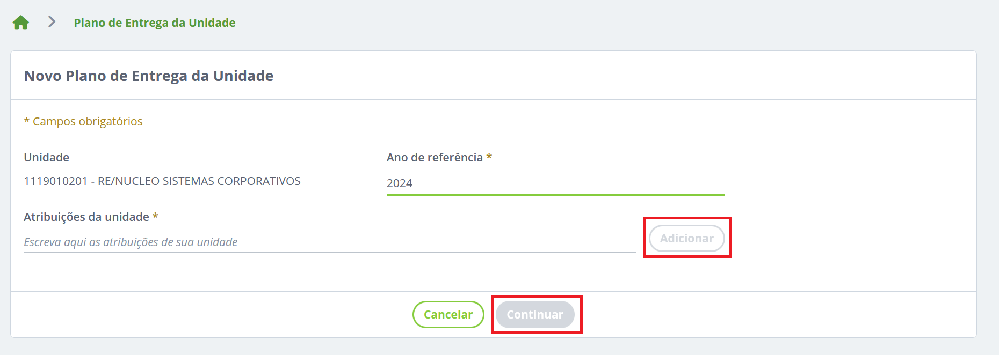 Plano de Entrega da Unidade
Novo Plano de Entrega da Unidade
* Campos obrigatórios
Unidade
1119010201 - RE/NUCLEO SISTEMAS CORPORATIVOS
Ano de referência *
2024
Atribuições da unidade *
Escreva aqui as atribuições de sua unidade
Adicionar
Cancelar
Continuar